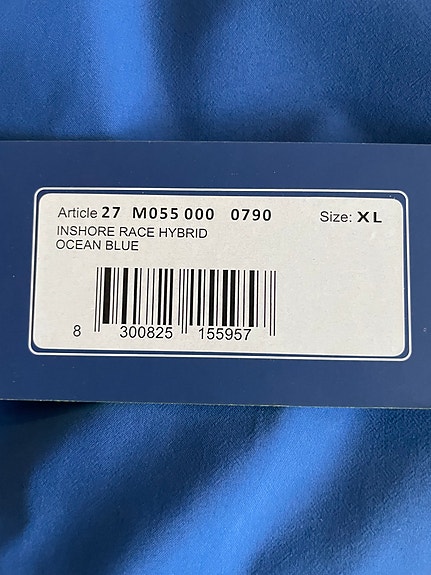 Article 27 M055 000 0790 Size: XL
INSHORE RACE HYBRID
OCEAN BLUE
8 300825 155957